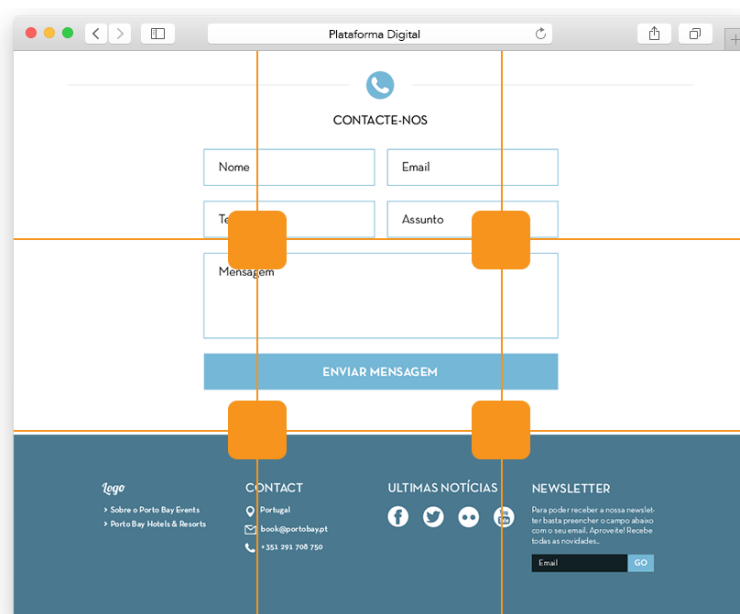 Plataforma Digital
CONTACTE-NOS
Nome
Email
Assunto
Mensagem
ENVIAR MENSAGEM
Logo
> Sobre o Porto Bay Events
> Porto Bay Hotels & Resorts
CONTACT
Portugal
book@portobay.pt
+351 291 708 750
ULTIMAS NOTÍCIAS
NEWSLETTER
Para poder receber a nossa newslet-
ter basta preencher o campo abaixo
com o seu email. Aproveite! Recebe
todas as novidades..
Email
GO